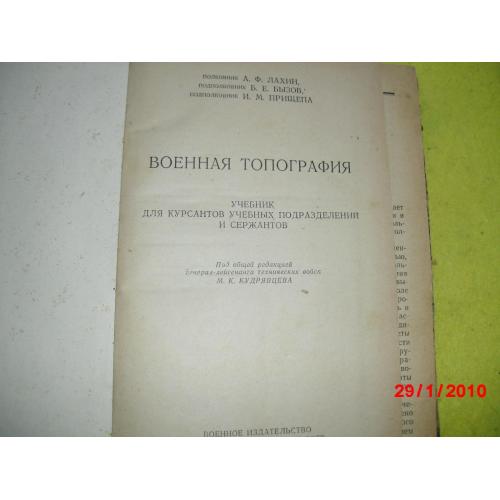 полковник А. Ф. ЛАХИН,
подполковник Б. Е. БЫЗОВ,
подполковник И. М. ПРИЩЕПА
ВОЕННАЯ ТОПОГРАФИЯ
УЧЕБНИК
ДЛЯ КУРСАНТОВ УЧЕБНЫХ ПОДРАЗДЕЛЕНИЙ
И СЕРЖАНТОВ
Под общей редакцией
генерал-лейтенанта технических войск
М. К. КУДРЯВЦЕВА
ВОЕННОЕ ИЗДАТЕЛЬСТВО
29/1/2010